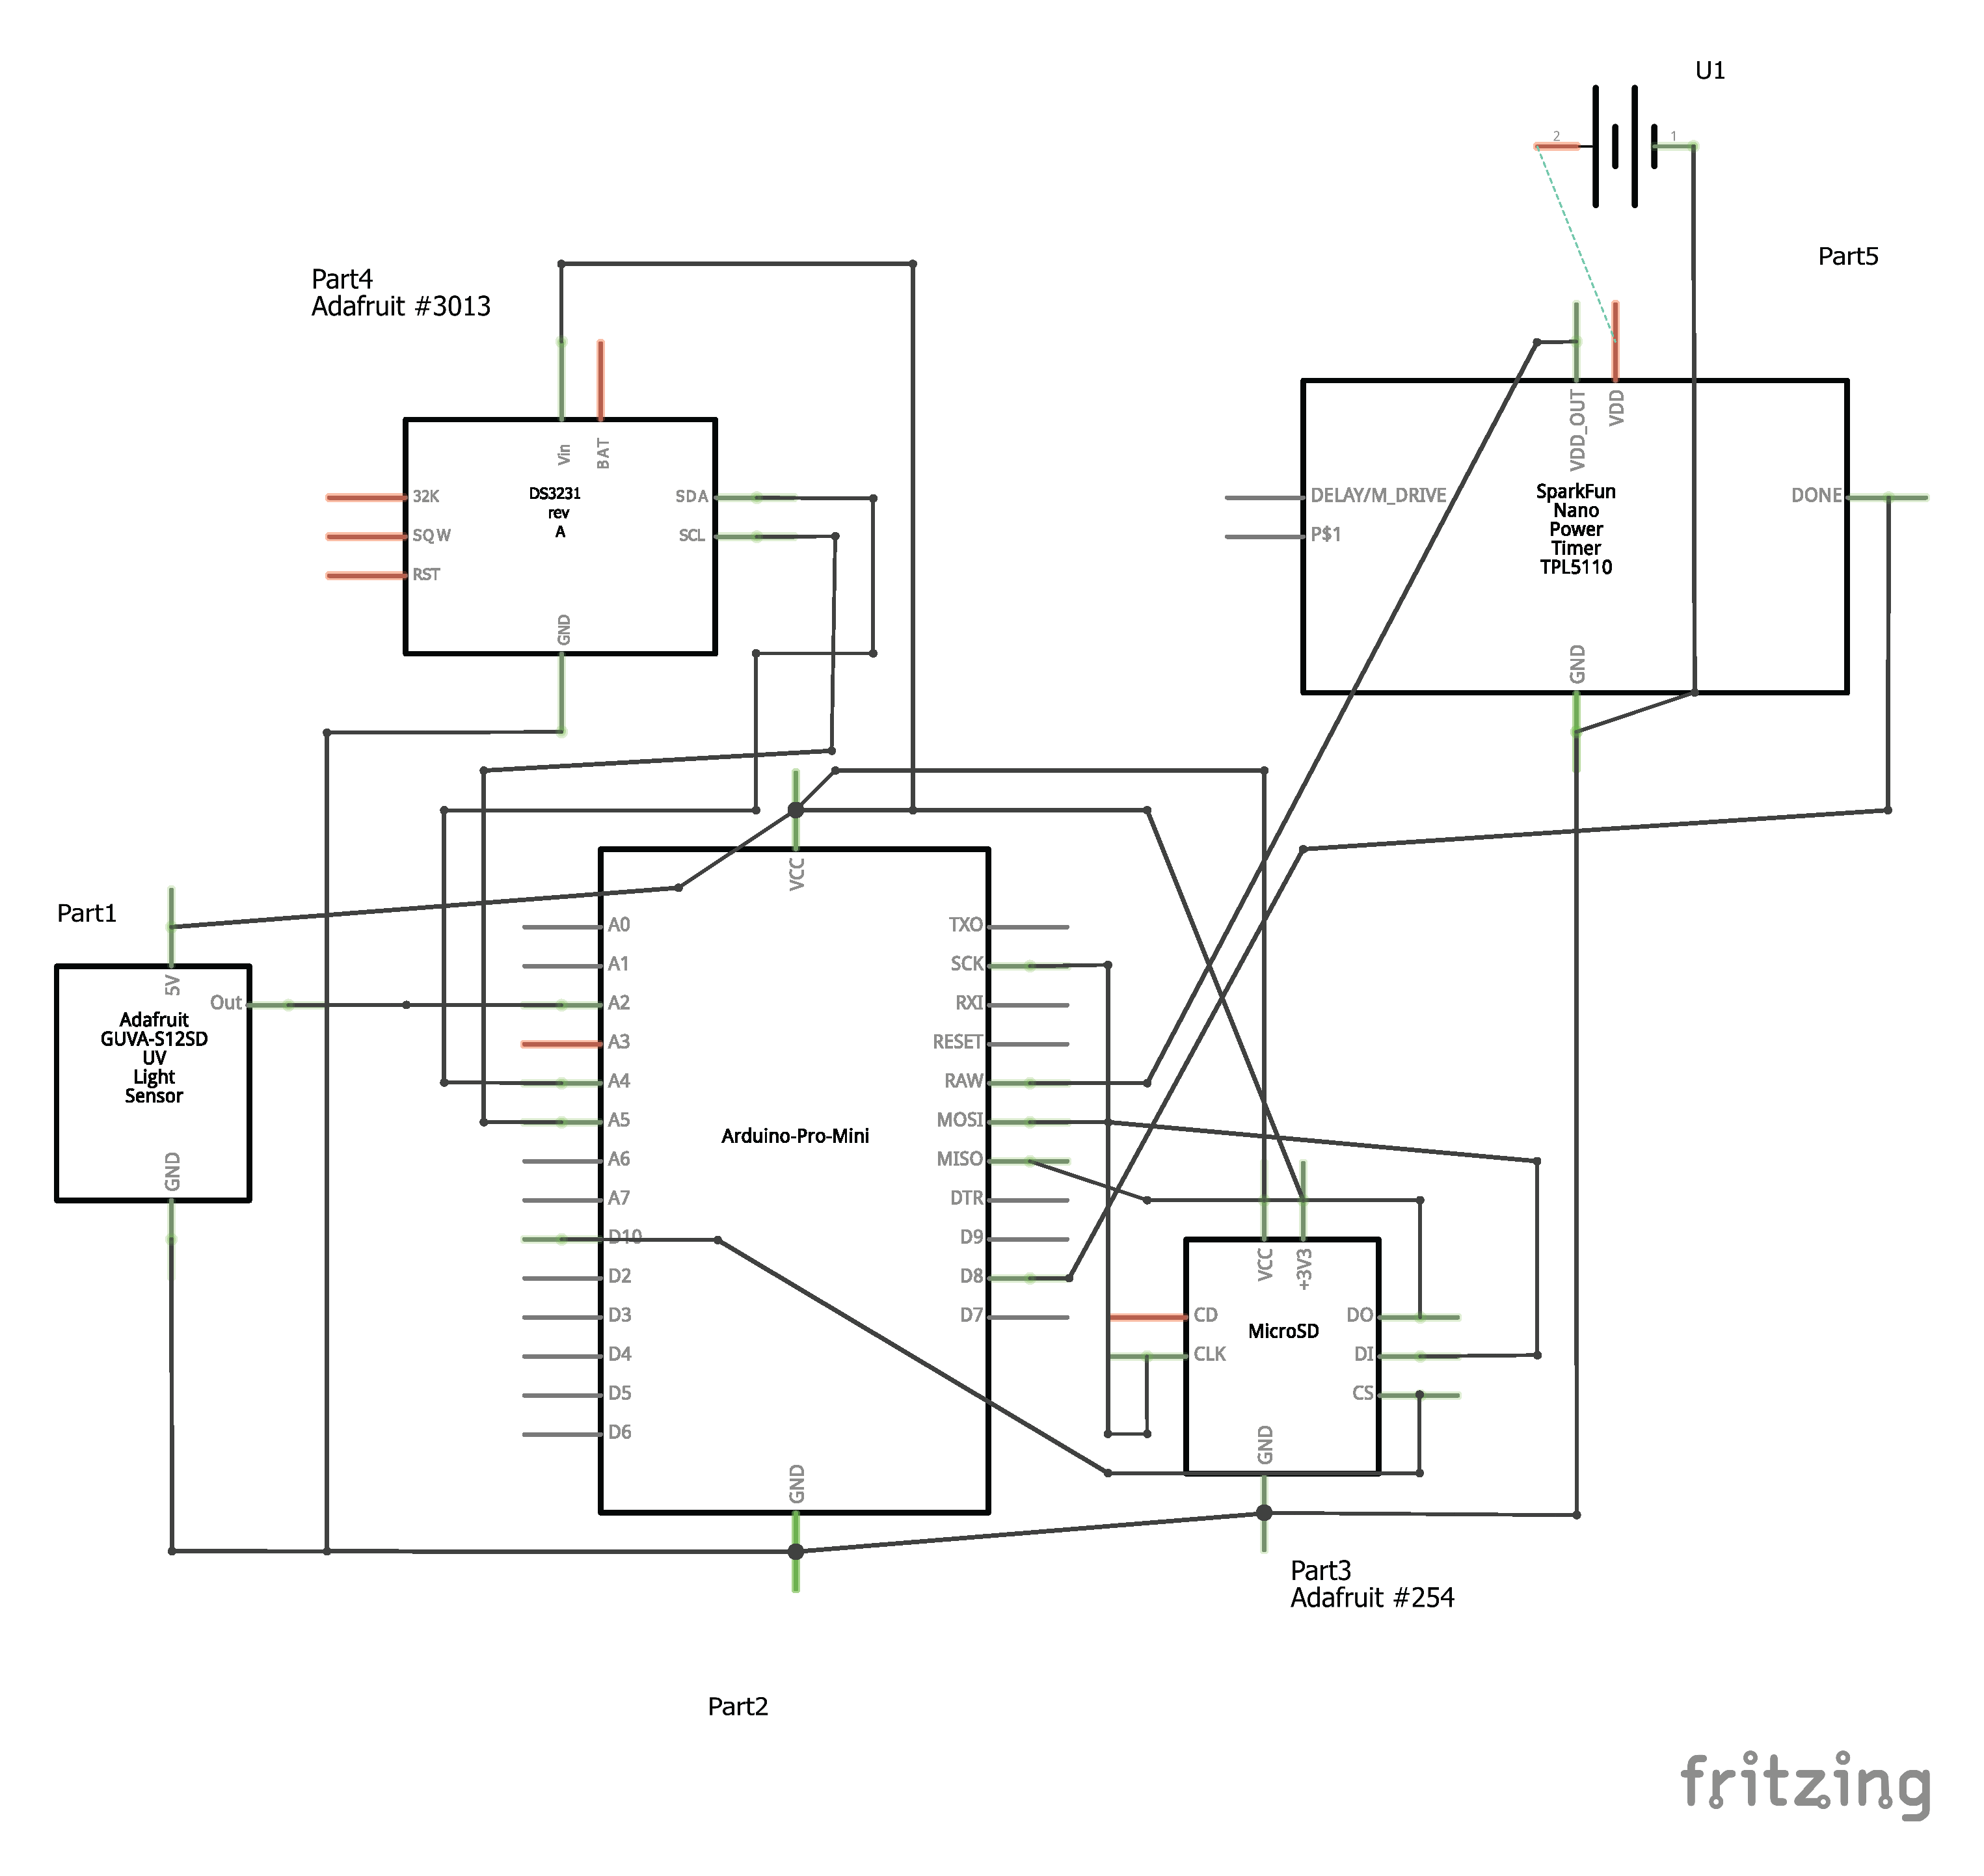 U1
2
1
Part5
Part4
Adafruit #3013
VDD_OUT
VDD
Vin
BAT
32K
SQW
RST
DS3231
rev
A
SDA
SCL
GND
DELAY/M_DRIVE
P$1
SparkFun
Nano
Power
Timer
TPL5110
DONE
GND
Part1
5V
Out
Adafruit
GUVA-S12SD
UV
Light
Sensor
GND
VCC
A0
A1
A2
A3
A4
A5
A6
A7
D10
D2
D3
D4
D5
D6
Arduino-Pro-Mini
TXO
SCK
RXI
RESET
RAW
MOSI
MISO
DTR
D9
D8
D7
GND
VCC
+3V3
CD
CLK
MicroSD
DO
DI
CS
GND
Part3
Adafruit #254
Part2
fritzing